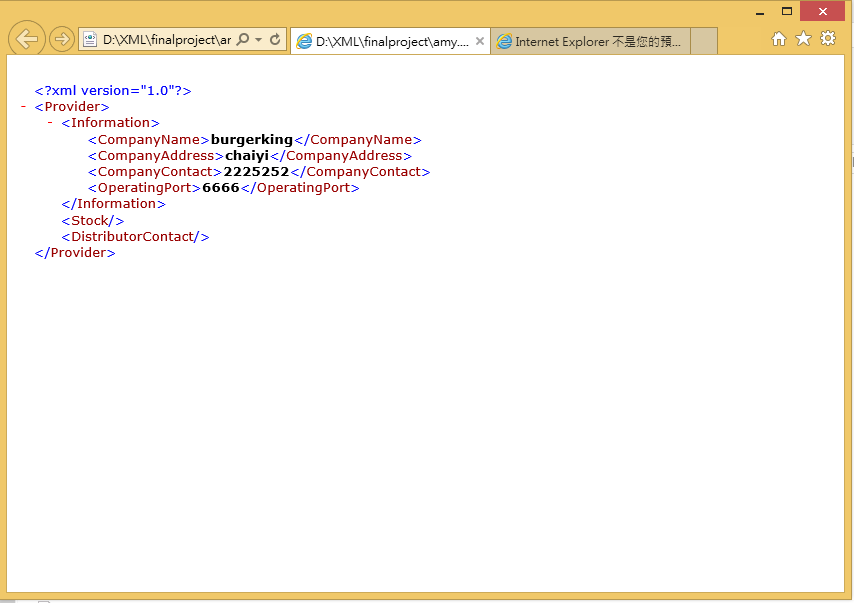 D:\XML\finalproject\ar
D:\XML\finalproject\amy....
Internet Explorer 不是您的預...
<?xml version="1.0"?>
- <Provider>
- <Information>
<CompanyName>burgerking</CompanyName>
<CompanyAddress>chaiyi</CompanyAddress>
<CompanyContact>2225252</CompanyContact>
<OperatingPort>6666</OperatingPort>
</Information>
<Stock/>
<DistributorContact/>
</Provider>